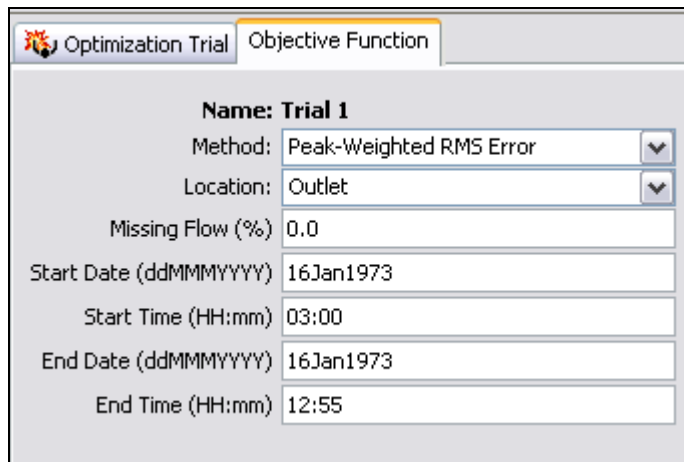 Optimization Trial Objective Function
Name: Trial 1
Method: Peak-Weighted RMS Error
Location: Outlet
Missing Flow (%) 0.0
Start Date (ddMMMYYYY) 16Jan1973
Start Time (HH:mm) 03:00
End Date (ddMMMYYYY) 16Jan1973
End Time (HH:mm) 12:55